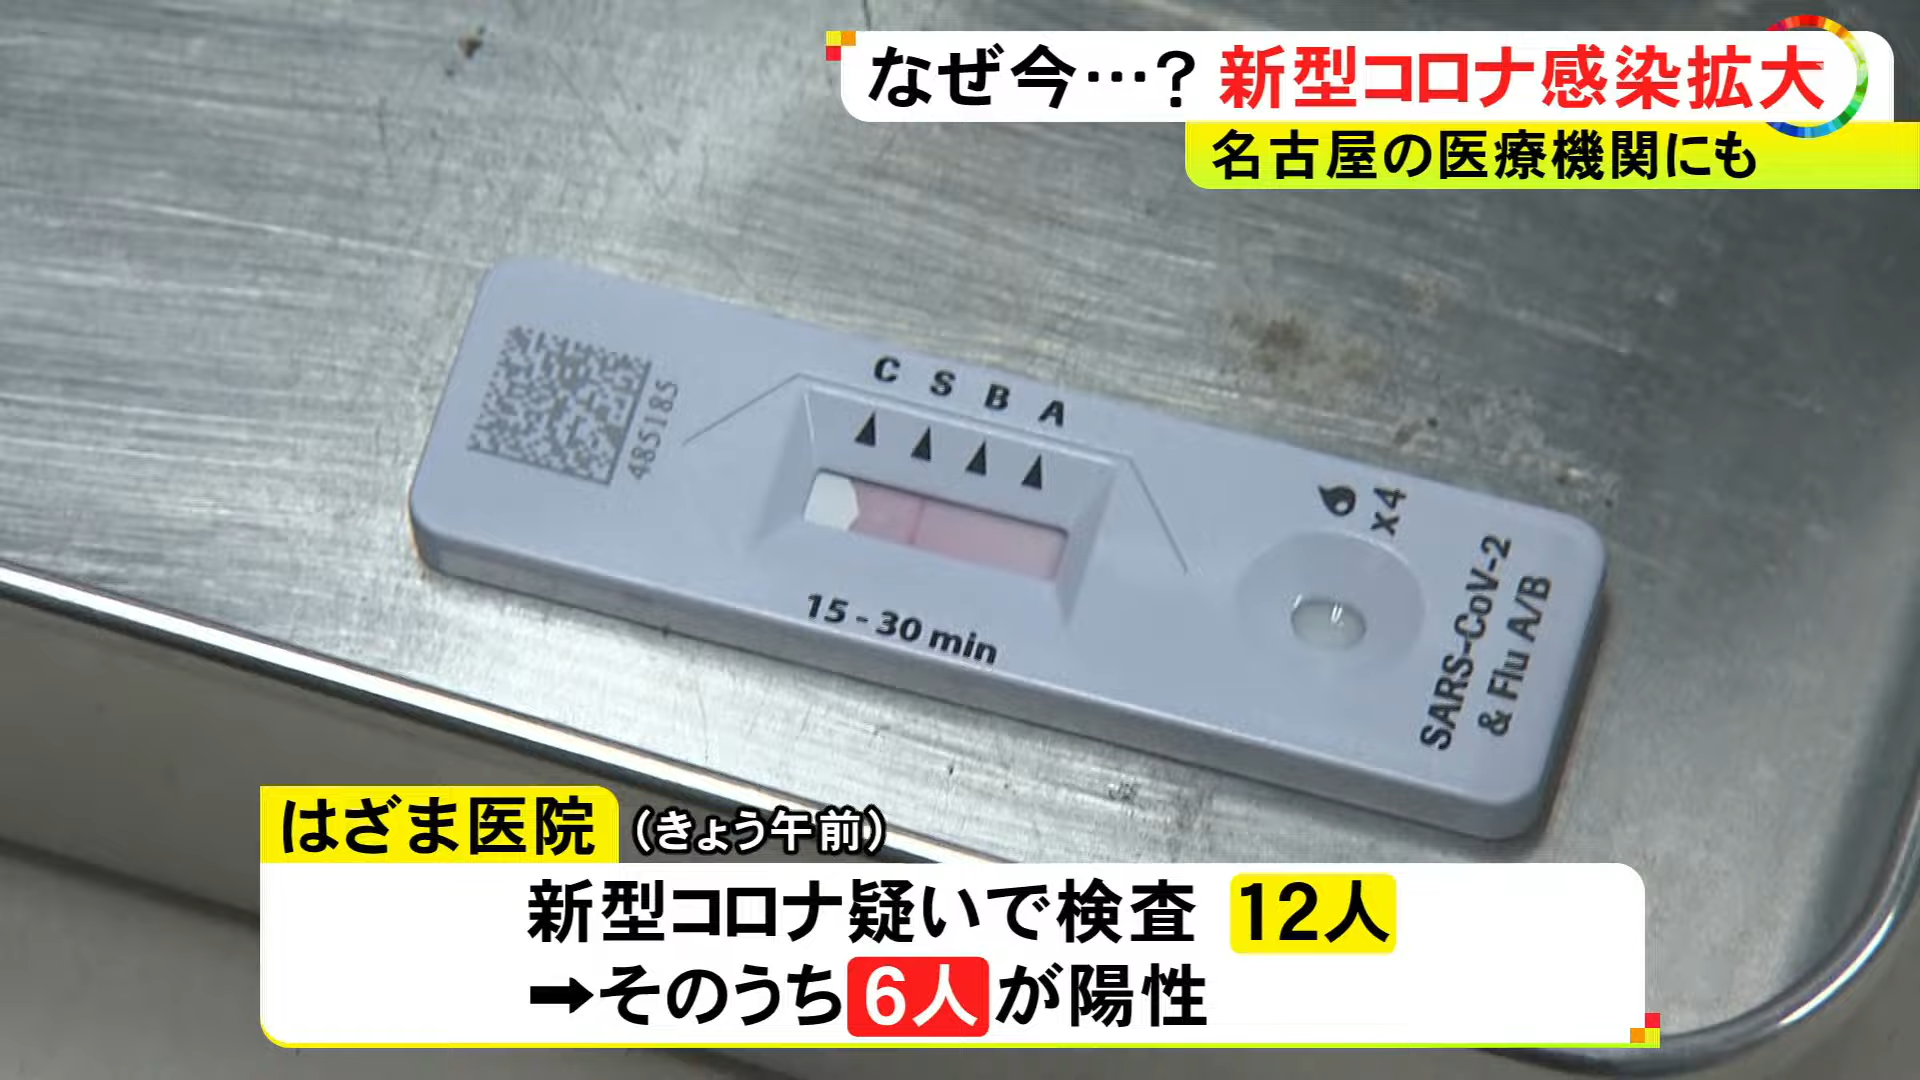 なぜ今…？ 新型コロナ感染拡大
名古屋の医療機関にも
485185
C S B A
x4
15 - 30 min
SARS-CoV-2
& Flu A/B
はざま医院 (きょう午前)
新型コロナ疑いで検査 12人
➡そのうち6人が陽性